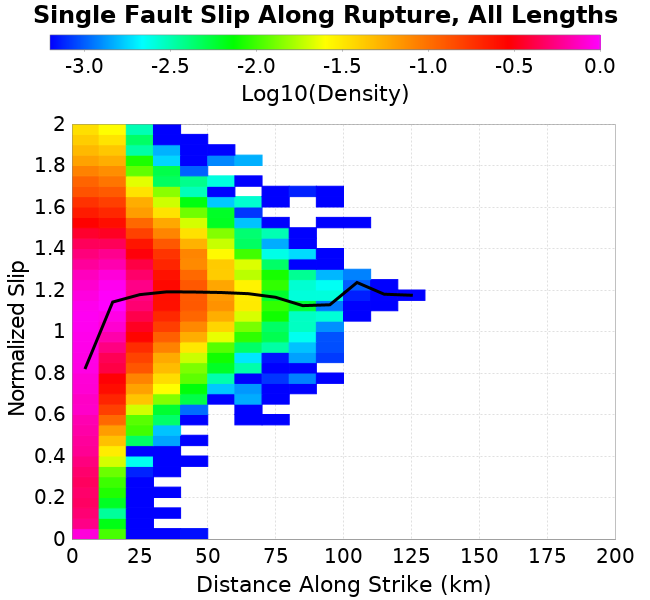 Single Fault Slip Along Rupture, All Lengths
-3.0 -2.5 -2.0 -1.5 -1.0 -0.5 0.0
Log10(Density)
2
1.8
1.6
1.4
1.2
1
0.8
0.6
0.4
0.2
0
Normalized Slip
0 25 50 75 100 125 150 175 200
Distance Along Strike (km)